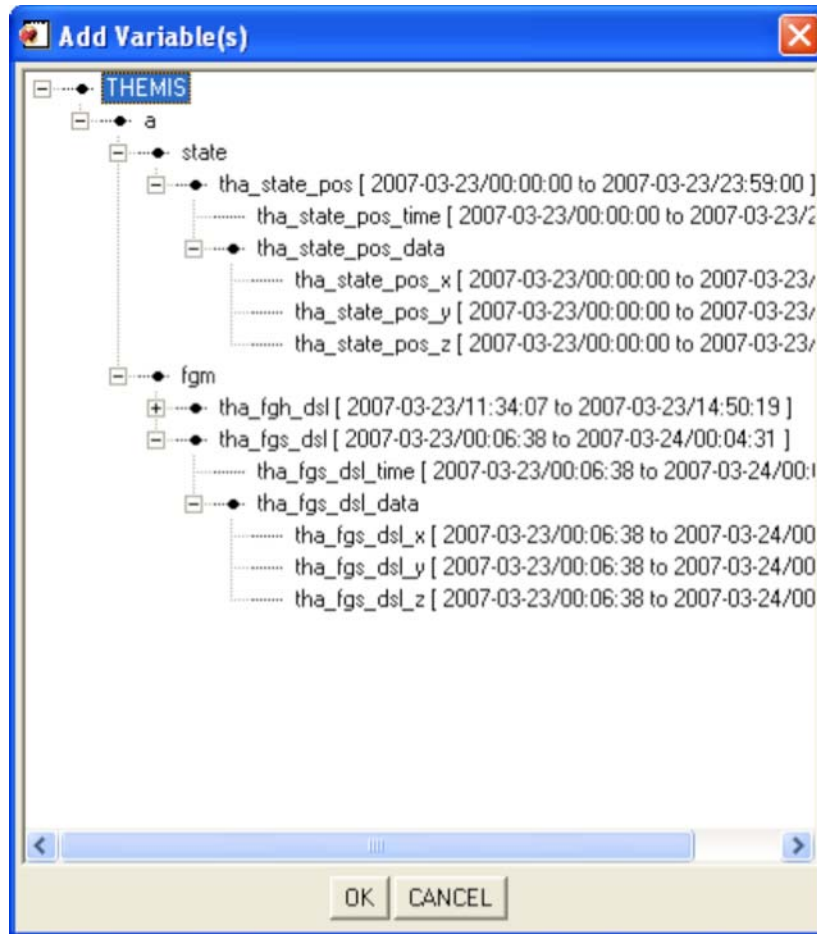 Add Variable(s)
THEMIS
a
state
tha_state_pos [ 2007-03-23/00:00:00 to 2007-03-23/23:59:00 ]
tha_state_pos_time [ 2007-03-23/00:00:00 to 2007-03-23/2
tha_state_pos_data
tha_state_pos_x [ 2007-03-23/00:00:00 to 2007-03-23/
tha_state_pos_y [ 2007-03-23/00:00:00 to 2007-03-23/
tha_state_pos_z [ 2007-03-23/00:00:00 to 2007-03-23/
fgm
tha_fgh_dsl [ 2007-03-23/11:34:07 to 2007-03-23/14:50:19 ]
tha_fgs_dsl [ 2007-03-23/00:06:38 to 2007-03-24/00:04:31 ]
tha_fgs_dsl_time [ 2007-03-23/00:06:38 to 2007-03-24/00:
tha_fgs_dsl_data
tha_fgs_dsl_x [ 2007-03-23/00:06:38 to 2007-03-24/00
tha_fgs_dsl_y [ 2007-03-23/00:06:38 to 2007-03-24/00
tha_fgs_dsl_z [ 2007-03-23/00:06:38 to 2007-03-24/00
OK CANCEL